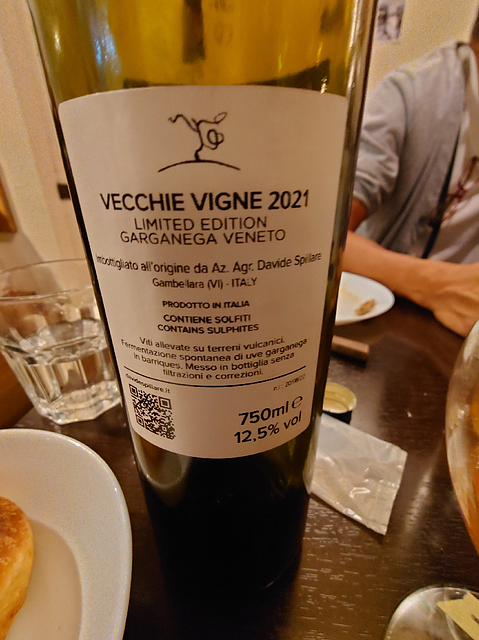 VECCHIE VIGNE 2021
LIMITED EDITION
GARGANEGA VENETO
Imbottigliato all'origine da Az. Agr. Davide Spillare
Gambellara (VI) - ITALY
PRODOTTO IN ITALIA
CONTIENE SOLFITI
CONTAINS SULPHITES
Viti allevate su terreni vulcanici.
Fermentazione spontanea di uve garganega
in barriques. Messo in bottiglia senza
filtrazioni e correzioni.
davidespillare.it
750ml e
12,5% vol